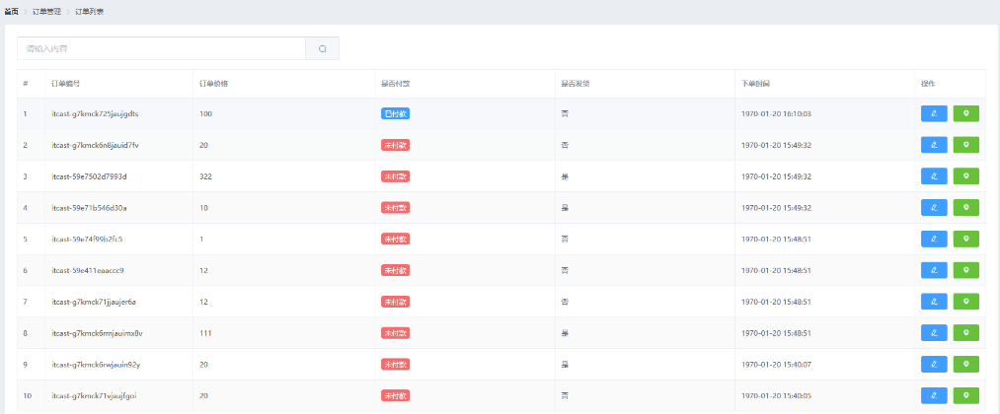 首页 > 订单管理 > 订单列表
请输入内容
# 订单编号 订单价格 是否付款 是否发货 下单时间 操作
1 itcast-g7kmck725jaujgdts 100 已付款 否 1970-01-20 16:10:03
2 itcast-g7kmck6n8jauid7fv 20 未付款 否 1970-01-20 15:49:32
3 itcast-59e7502d7993d 322 未付款 是 1970-01-20 15:49:32
4 itcast-59e71b546d30a 10 未付款 是 1970-01-20 15:49:32
5 itcast-59e74f99b2fc5 1 未付款 否 1970-01-20 15:48:51
6 itcast-59e411eaaccc9 12 未付款 否 1970-01-20 15:48:51
7 itcast-g7kmck71jjaujer6a 12 未付款 否 1970-01-20 15:48:51
8 itcast-g7kmck6rmjauimx8v 111 未付款 是 1970-01-20 15:48:51
9 itcast-g7kmck6rwjauin92y 20 未付款 是 1970-01-20 15:40:07
10 itcast-g7kmck71vjaujfgoi 20 未付款 否 1970-01-20 15:40:05